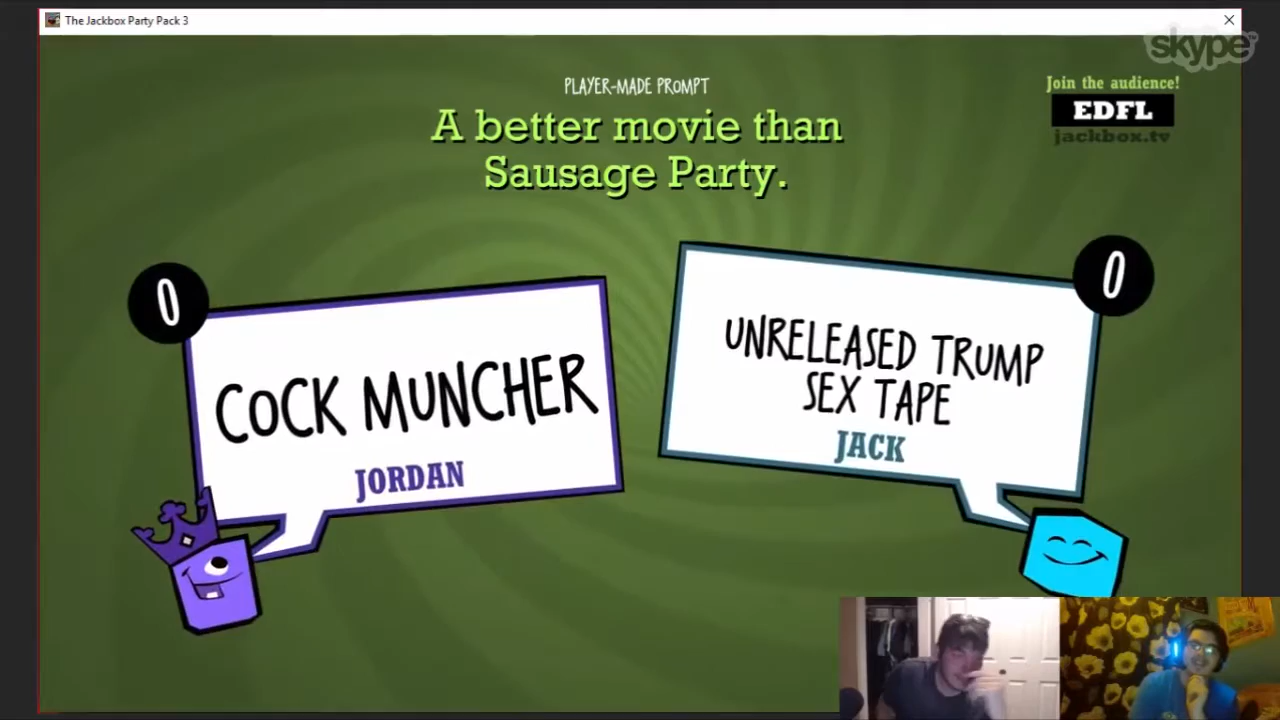 The Jackbox Party Pack 3
skype
PLAYER-MADE PROMPT
A better movie than
Sausage Party.
Join the audience!
EDFL
jackbox.tv
0
COCK MUNCHER
JORDAN
0
UNRELEASED TRUMP
SEX TAPE
JACK